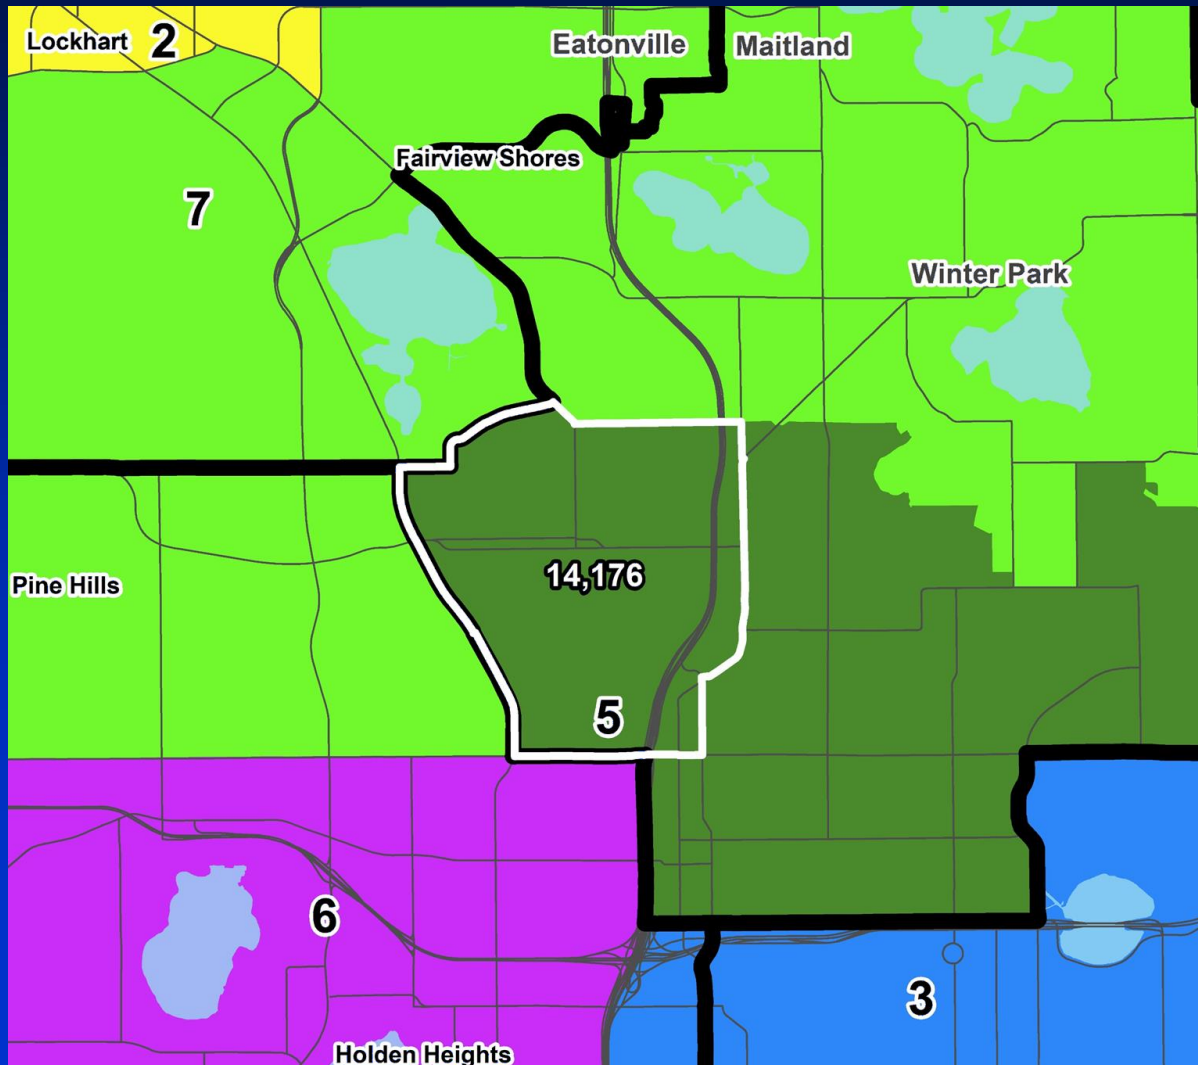 Lockhart
2
Eatonville
Maitland
Fairview Shores
7
Winter Park
14,176
Pine Hills
5
6
3
Holden Heights